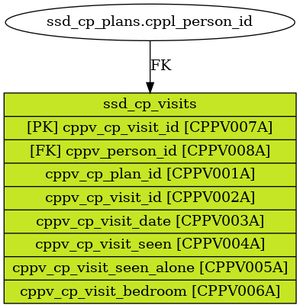 ssd_cp_plans.cppl_person_id
FK
ssd_cp_visits
[PK] cppv_cp_visit_id [CPPV007A]
[FK] cppv_person_id [CPPV008A]
cppv_cp_plan_id [CPPV001A]
cppv_cp_visit_id [CPPV002A]
cppv_cp_visit_date [CPPV003A]
cppv_cp_visit_seen [CPPV004A]
cppv_cp_visit_seen_alone [CPPV005A]
cppv_cp_visit_bedroom [CPPV006A]